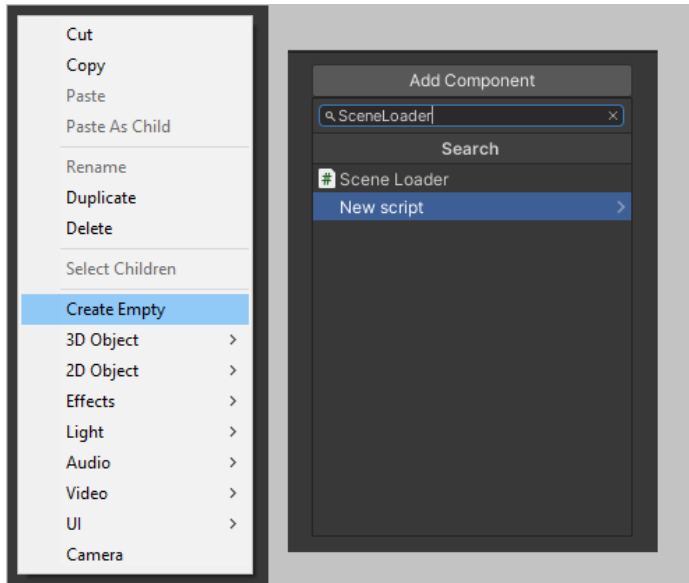 Cut
Copy
Paste
Paste As Child
Rename
Duplicate
Delete
Select Children
Create Empty
3D Object
2D Object
Effects
Light
Audio
Video
UI
Camera
Add Component
SceneLoader
Search
# Scene Loader
New script